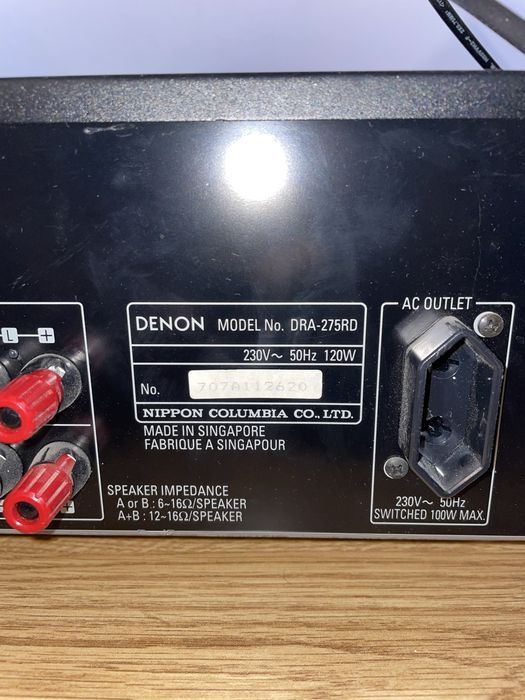 L +
AC OUTLET
DENON MODEL No. DRA-275RD
230V~ 50Hz 120W
No. 707A112620
NIPPON COLUMBIA CO., LTD.
MADE IN SINGAPORE
FABRIQUE A SINGAPOUR
SPEAKER IMPEDANCE
A or B : 6~16Ω/SPEAKER
A+B : 12~16Ω/SPEAKER
230V~ 50Hz
SWITCHED 100W MAX.